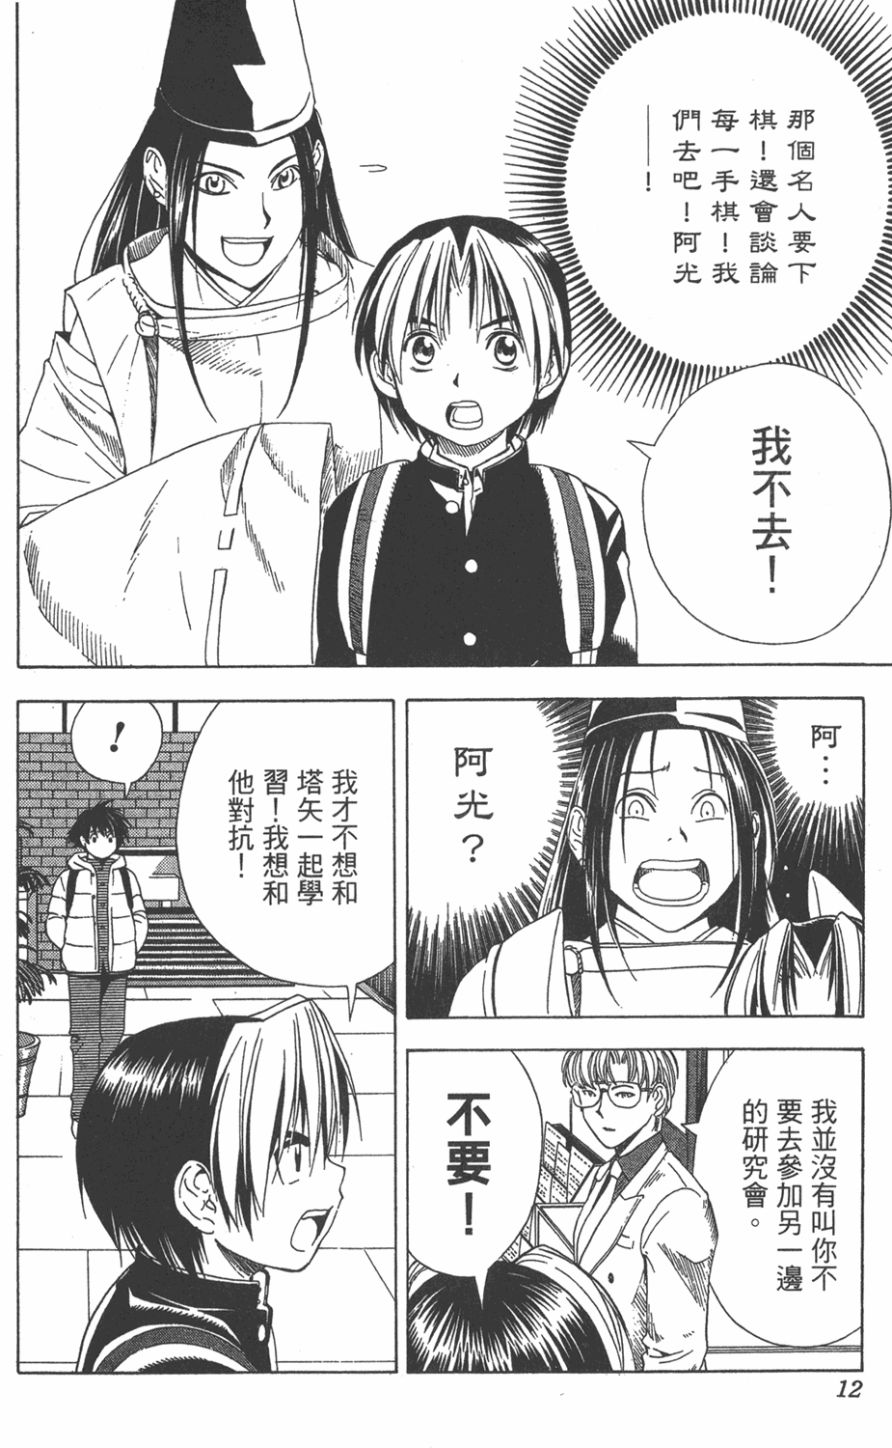 那個名人要下
棋！還會談論
每一手棋！我
們去吧！阿光
——！
我不去！
阿…
阿光？
我並沒有叫你不
要去參加另一邊
的研究會。
不要！
我才不想和
塔矢一起學
習！我想和
他對抗！
！
12